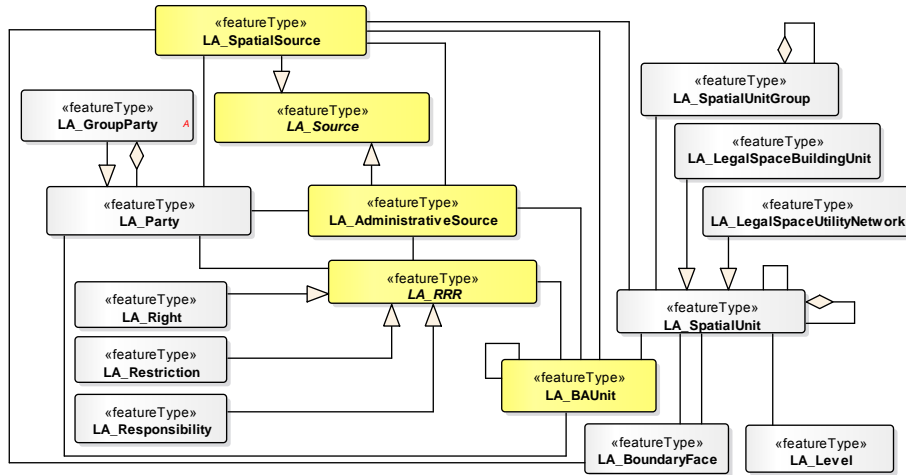 «featureType»
LA_SpatialSource
«featureType»
LA_SpatialUnitGroup
«featureType»
LA_GroupParty
A
«featureType»
LA_Source
«featureType»
LA_LegalSpaceBuildingUnit
«featureType»
LA_Party
«featureType»
LA_AdministrativeSource
«featureType»
LA_LegalSpaceUtilityNetwork
«featureType»
LA_RRR
«featureType»
LA_Right
«featureType»
LA_SpatialUnit
«featureType»
LA_Restriction
«featureType»
LA_BAUnit
«featureType»
LA_Responsibility
«featureType»
LA_BoundaryFace
«featureType»
LA_Level